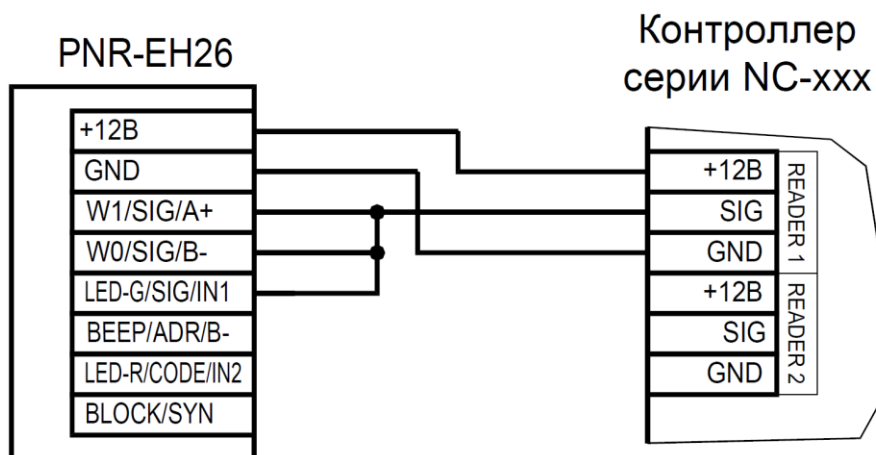 PNR-EH26
Контроллер
серии NC-xxx
+12В
GND
W1/SIG/A+
W0/SIG/B-
LED-G/SIG/IN1
BEEP/ADR/B-
LED-R/CODE/IN2
BLOCK/SYN
+12В
SIG
GND
READER 1
+12В
SIG
GND
READER 2